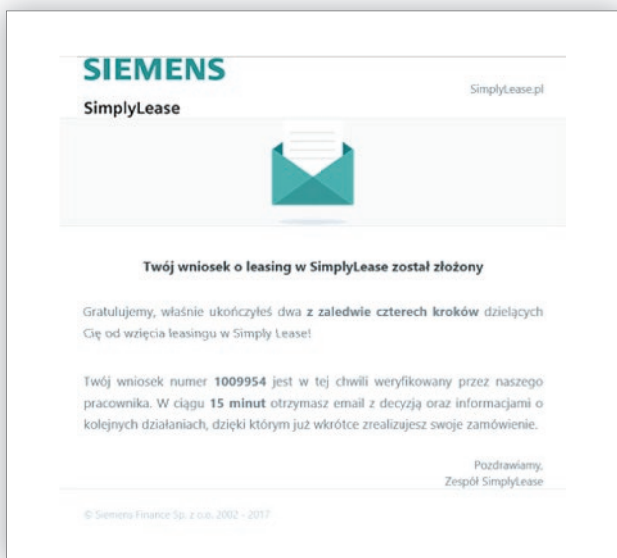 SIEMENS
SimplyLease.pl
SimplyLease
Twój wniosek o leasing w SimplyLease został złożony
Gratulujemy, właśnie ukończyłeś dwa z zaledwie czterech kroków dzielących
Cię od wzięcia leasingu w Simply Lease!
Twój wniosek numer 1009954 jest w tej chwili weryfikowany przez naszego
pracownika. W ciągu 15 minut otrzymasz email z decyzją oraz informacjami o
kolejnych działaniach, dzięki którym już wkrótce zrealizujesz swoje zamówienie.
Pozdrawiamy,
Zespół SimplyLease
© Siemens Finance Sp. z o.o. 2002 - 2017